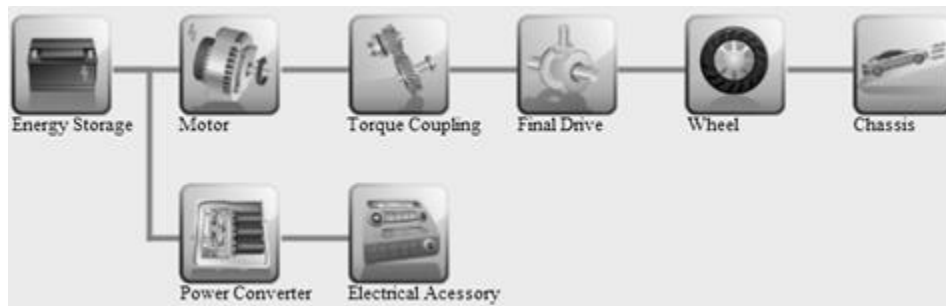 Energy Storage
Motor
Torque Coupling
Final Drive
Wheel
Chassis
Power Converter
Electrical Acessory